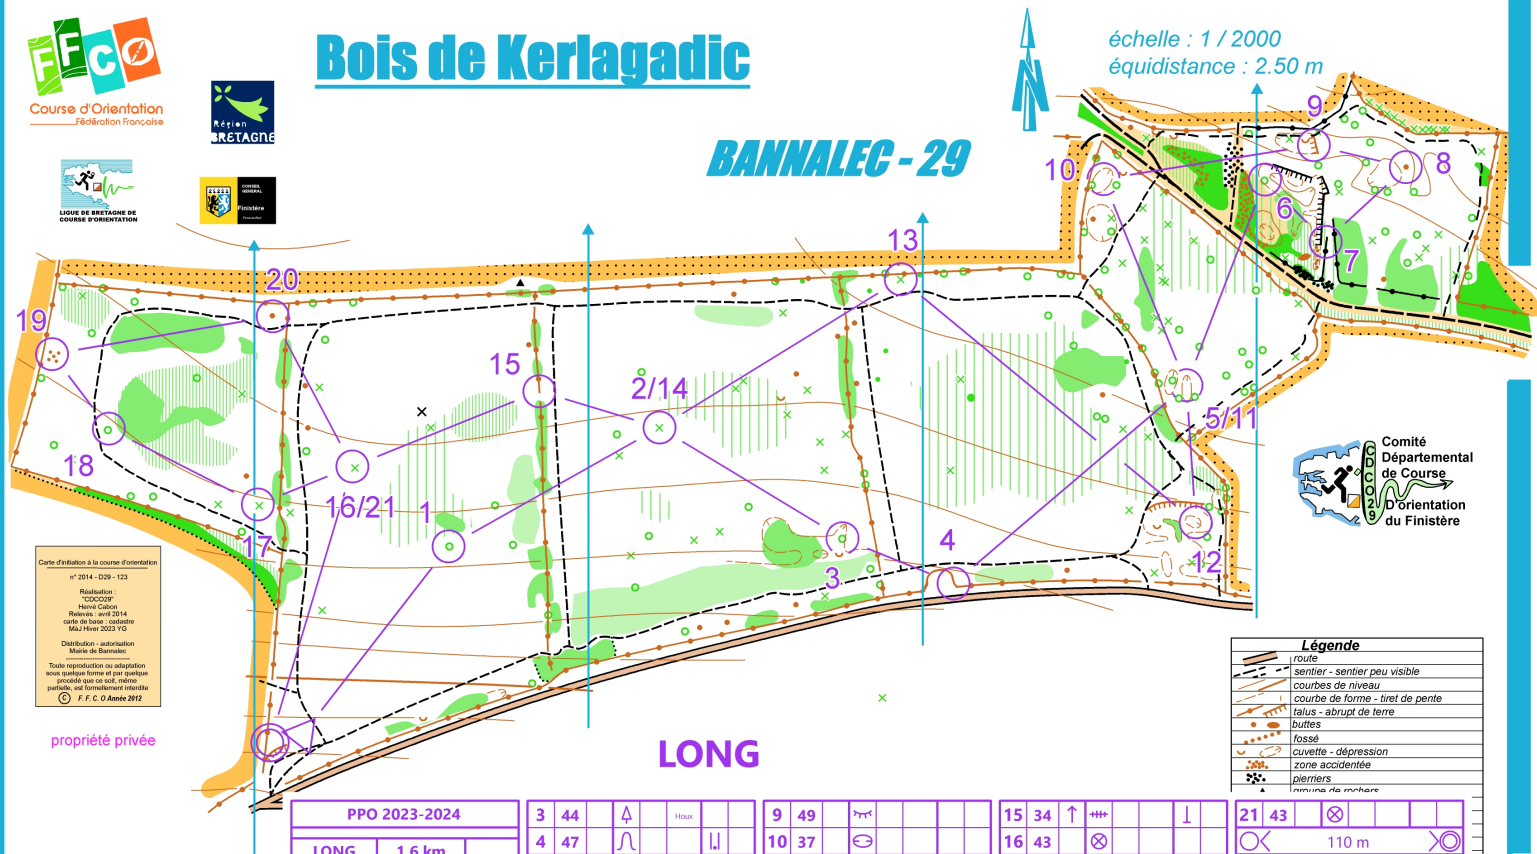 FFCO
Course d'Orientation
Fédération Française
Région
BRETAGNE
LIGUE DE BRETAGNE DE
COURSE D'ORIENTATION
CONSEIL
GENERAL
Finistère
Bois de Kerlagadic
BANNALEC - 29
N
échelle : 1 / 2000
équidistance : 2.50 m
9
8
10
6
7
13
20
19
15
2/14
5/11
18
16/21
1
17
4
3
12
Comité
Départemental
de Course
D'orientation
du Finistère
CDCO29
Carte d'initiation à la course d'orientation
n° 2014 - D29 - 123
Réalisation :
"CDCO29"
Hervé Cabon
Relevés : avril 2014
carte de base : cadastre
MàJ Hiver 2023 YG
Distribution - autorisation
Mairie de Bannalec
Toute reproduction ou adaptation
sous quelque forme et par quelque
procédé que ce soit, même
partielle, est formellement interdite
© F. F. C. O Année 2012
propriété privée
LONG
Légende
route
sentier - sentier peu visible
courbes de niveau
courbe de forme - tiret de pente
talus - abrupt de terre
buttes
fossé
cuvette - dépression
zone accidentée
pierriers
groupe de rochers
PPO 2023-2024
LONG 1.6 km
3 44 Houx
4 47
9 49
10 37
15 34
16 43
21 43
110 m